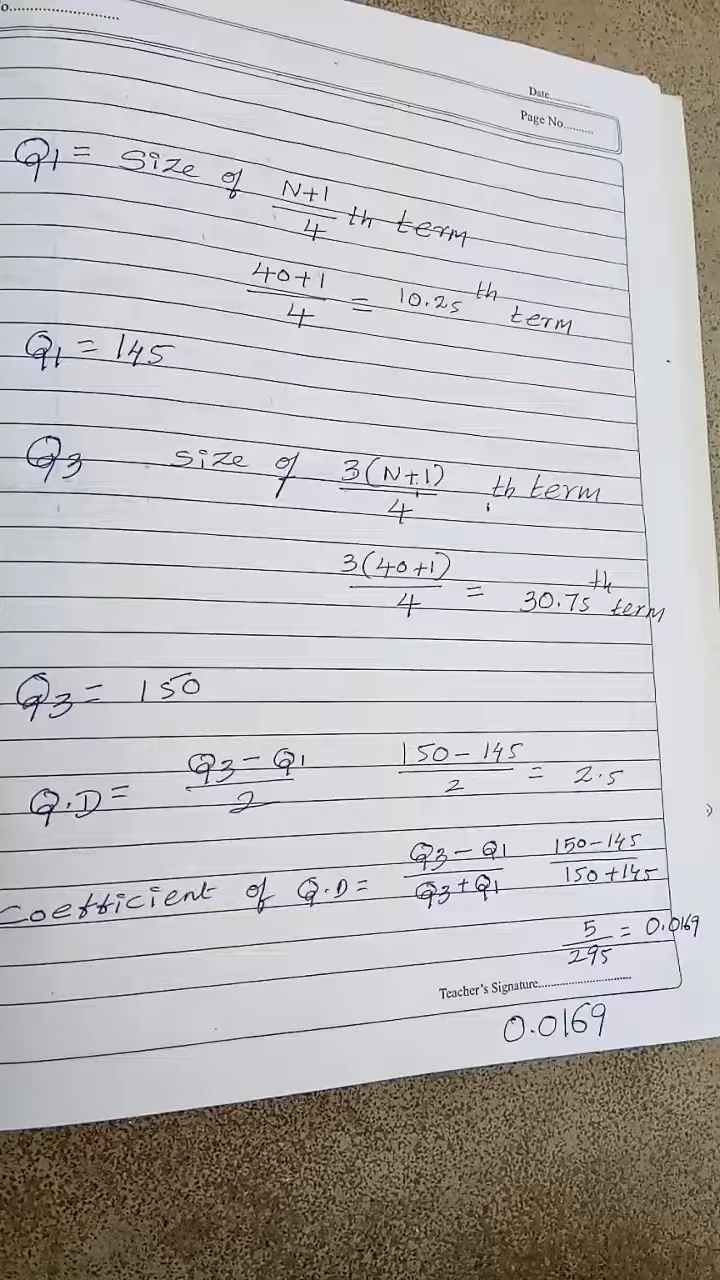 o....................
Date............
Page No..........
Q1 = Size of N+1/4 th term
40+1/4 = 10.25 th term
Q1 = 145
Q3 size of 3(N+1)/4 th term
3(40+1)/4 = 30.75 th term
Q3 = 150
Q.D = Q3 - Q1/2 150 - 145/2 = 2.5
Coefficient of Q.D = Q3 - Q1/Q3 + Q1 150 - 145/150 + 145
5/295 = 0.0169
Teacher's Signature............................
0.0169